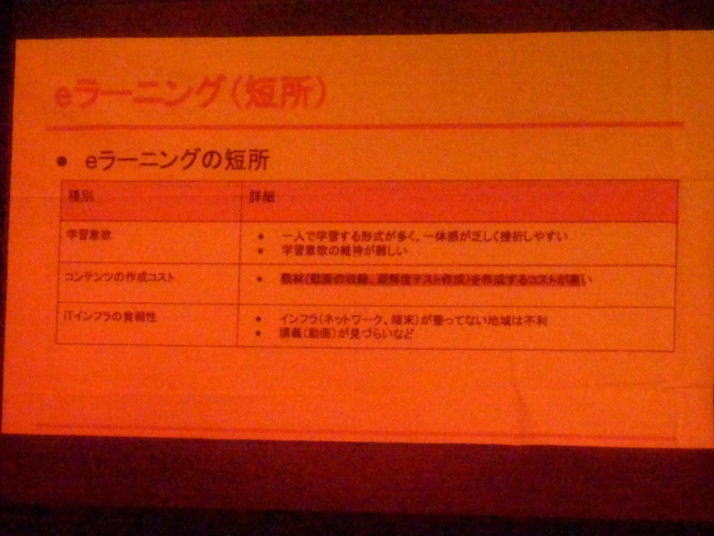 eラーニング（短所）
● eラーニングの短所
種別 詳細
学習意欲
● 一人で学習する形式が多く、一体感が乏しく挫折しやすい
● 学習意欲の維持が難しい
コンテンツの作成コスト
● 教材（動画の収録、理解度テスト作成）を作成するコストが高い
ITインフラの貧弱性
● インフラ（ネットワーク、端末）が整ってない地域は不利
● 講義（動画）が見づらいなど